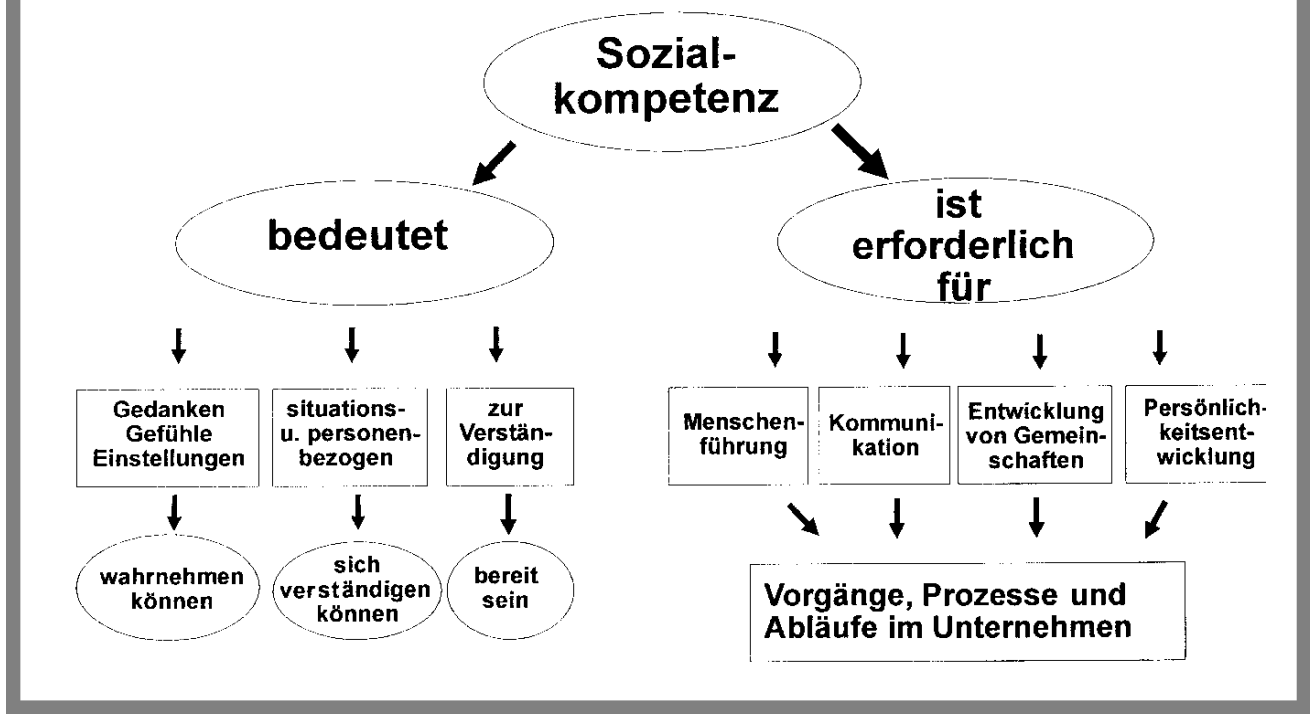 Sozial-
kompetenz
bedeutet
ist
erforderlich
für
Gedanken
Gefühle
Einstellungen
situations-
u. personen-
bezogen
zur
Verstän-
digung
Menschen-
führung
Kommuni-
kation
Entwicklung
von Gemein-
schaften
Persönlich-
keitsent-
wicklung
wahrnehmen
können
sich
verständigen
können
bereit
sein
Vorgänge, Prozesse und
Abläufe im Unternehmen